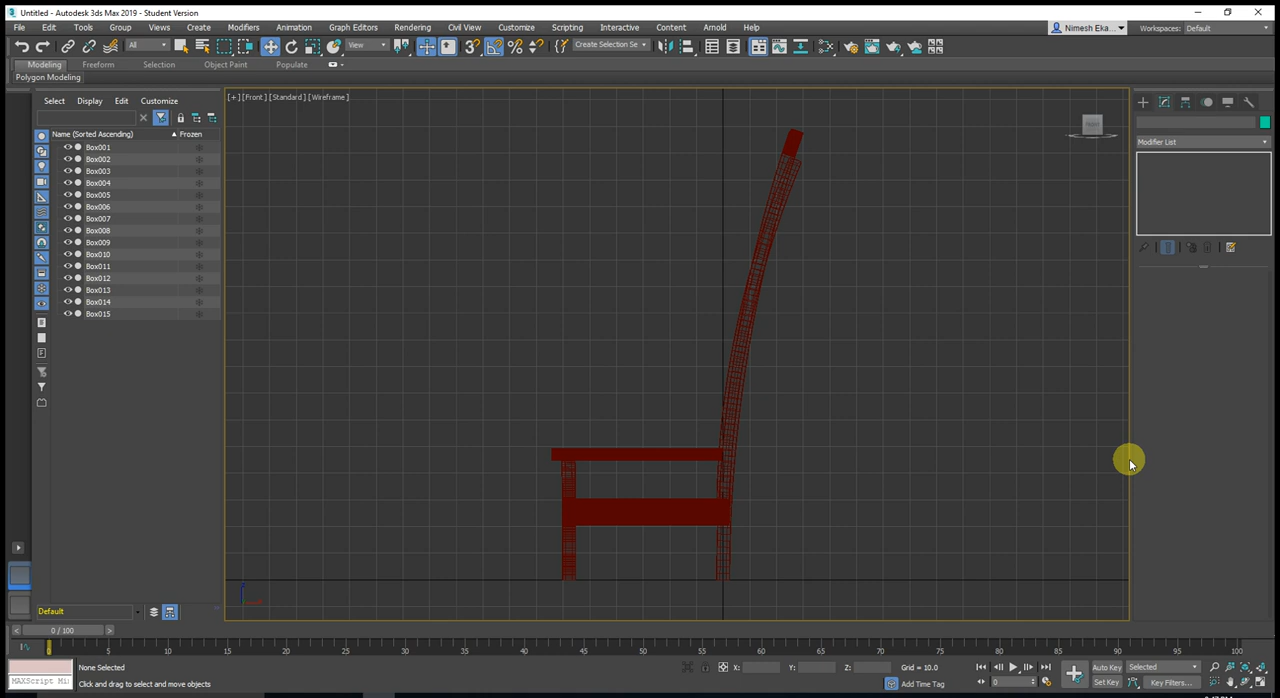 Untitled - Autodesk 3ds Max 2019 - Student Version
File Edit Tools Group Views Create Modifiers Animation Graph Editors Rendering Civil View Customize Scripting Interactive Content Arnold Help
Nimesh Eka... Workspaces: Default
All View Create Selection Se
Modeling Freeform Selection Object Paint Populate
Polygon Modeling
Select Display Edit Customize
[+] [Front ] [Standard ] [Wireframe ]
Name (Sorted Ascending) Frozen
Modifier List
Box001
Box002
Box003
Box004
Box005
Box006
Box007
Box008
Box009
Box010
Box011
Box012
Box013
Box014
Box015
Default
0 / 100
0 5 10 15 20 25 30 35 40 45 50 55 60 65 70 75 80 85 90 95 100
None Selected X: Y: Z: Grid = 10.0 Auto Key Selected
MAXScript Mi: Click and drag to select and move objects Add Time Tag 0 Set Key Key Filters...